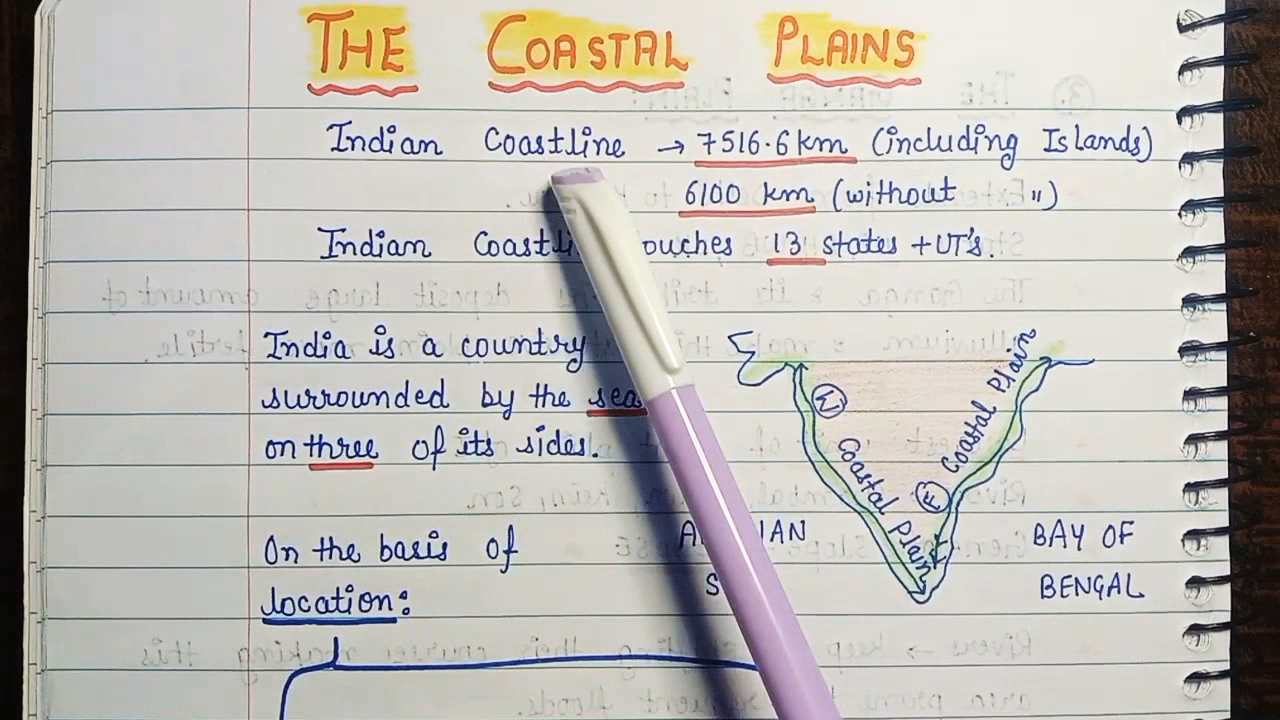 THE COASTAL PLAINS
Indian Coastline → 7516.6 km (including Islands)
6100 km (without ")
Indian touches 13 states + UT's.
India is a country
surrounded by the sea
on three of its sides.
W Coastal Plain
E Coastal Plain
On the basis of
location:
BAY OF
BENGAL